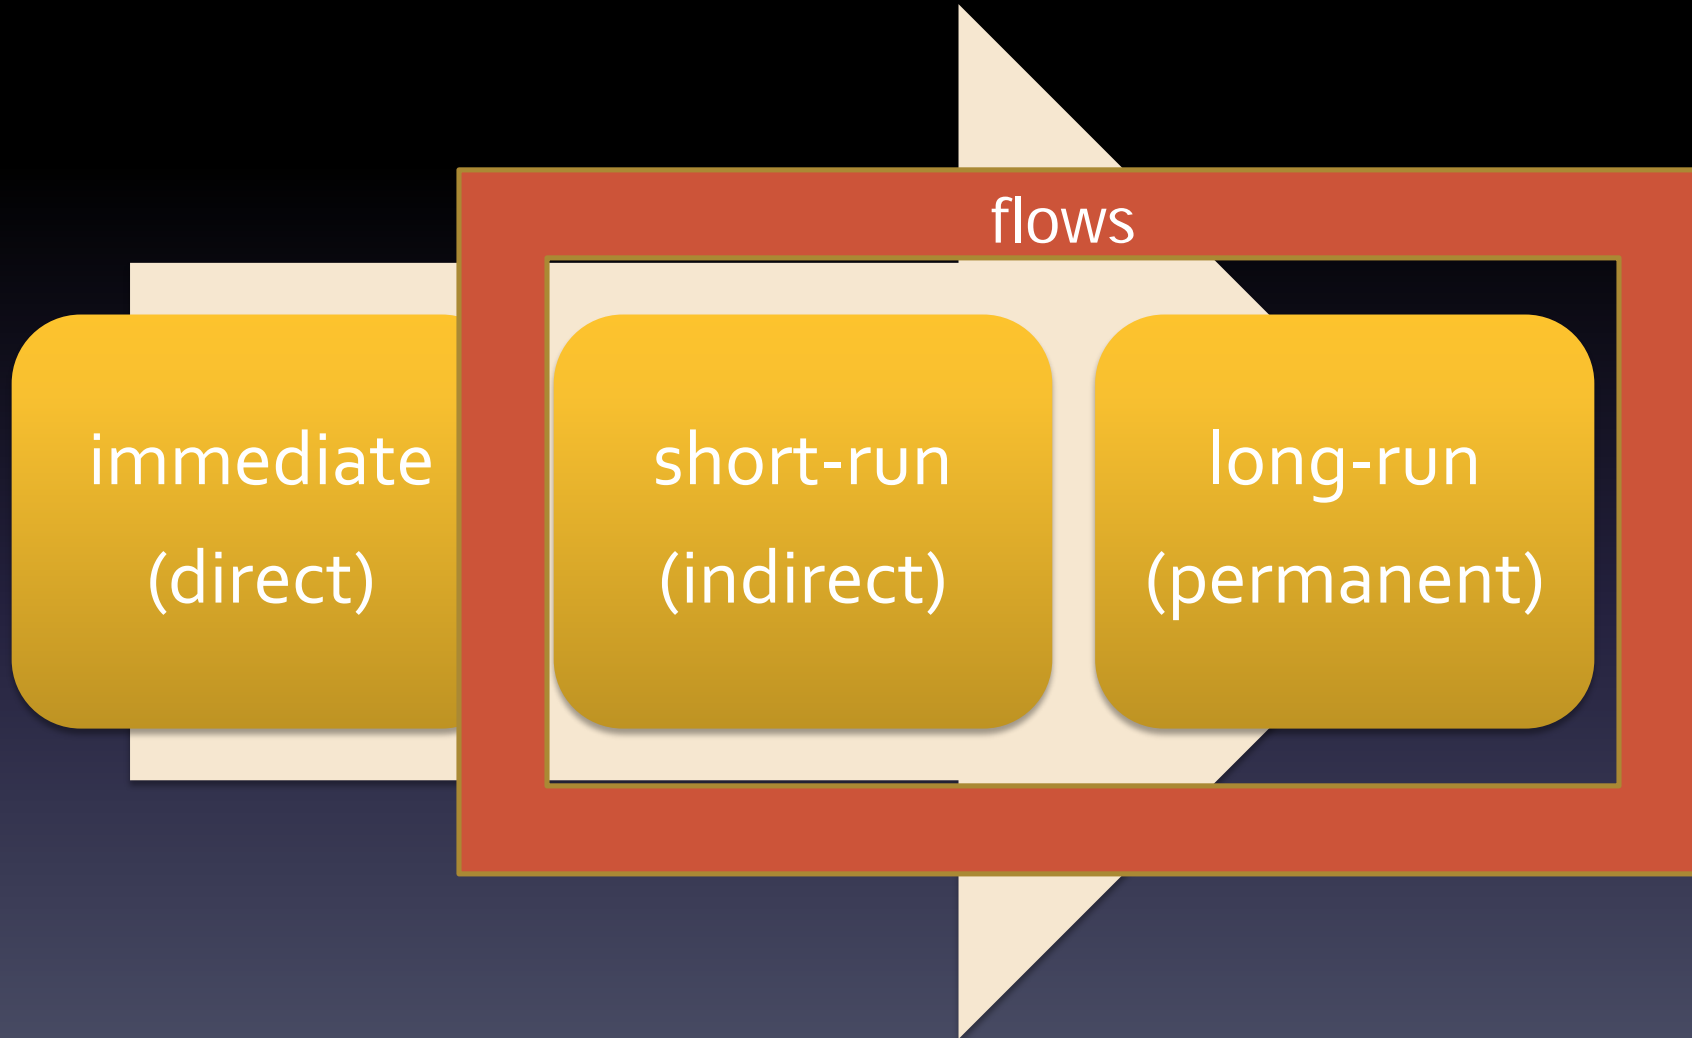 flows
immediate
(direct)
short-run
(indirect)
long-run
(permanent)